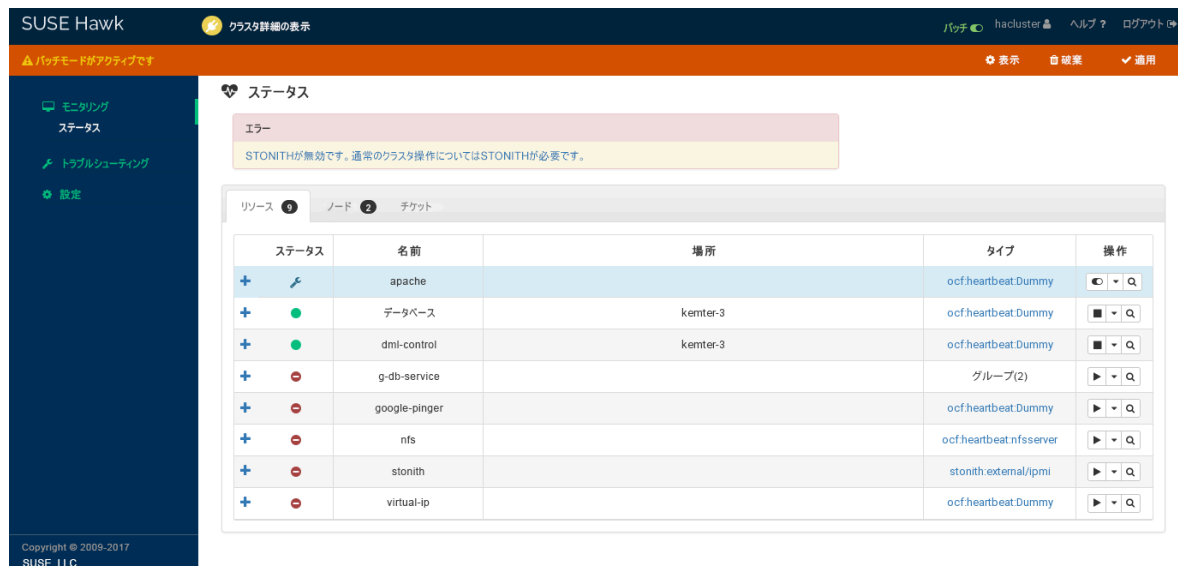 SUSE Hawk
クラスタ詳細の表示
バッチ hacluster ヘルプ ? ログアウト
バッチモードがアクティブです
表示 破棄 適用
モニタリング
ステータス
トラブルシューティング
設定
ステータス
エラー
STONITHが無効です。通常のクラスタ操作についてはSTONITHが必要です。
リソース 9 ノード 2 チケット
ステータス 名前 場所 タイプ 操作
apache ocf:heartbeat:Dummy
データベース kemter-3 ocf:heartbeat:Dummy
dml-control kemter-3 ocf:heartbeat:Dummy
g-db-service グループ(2)
google-pinger ocf:heartbeat:Dummy
nfs ocf:heartbeat:nfsserver
stonith stonith:external/ipmi
virtual-ip ocf:heartbeat:Dummy
Copyright © 2009-2017
SUSE, LLC